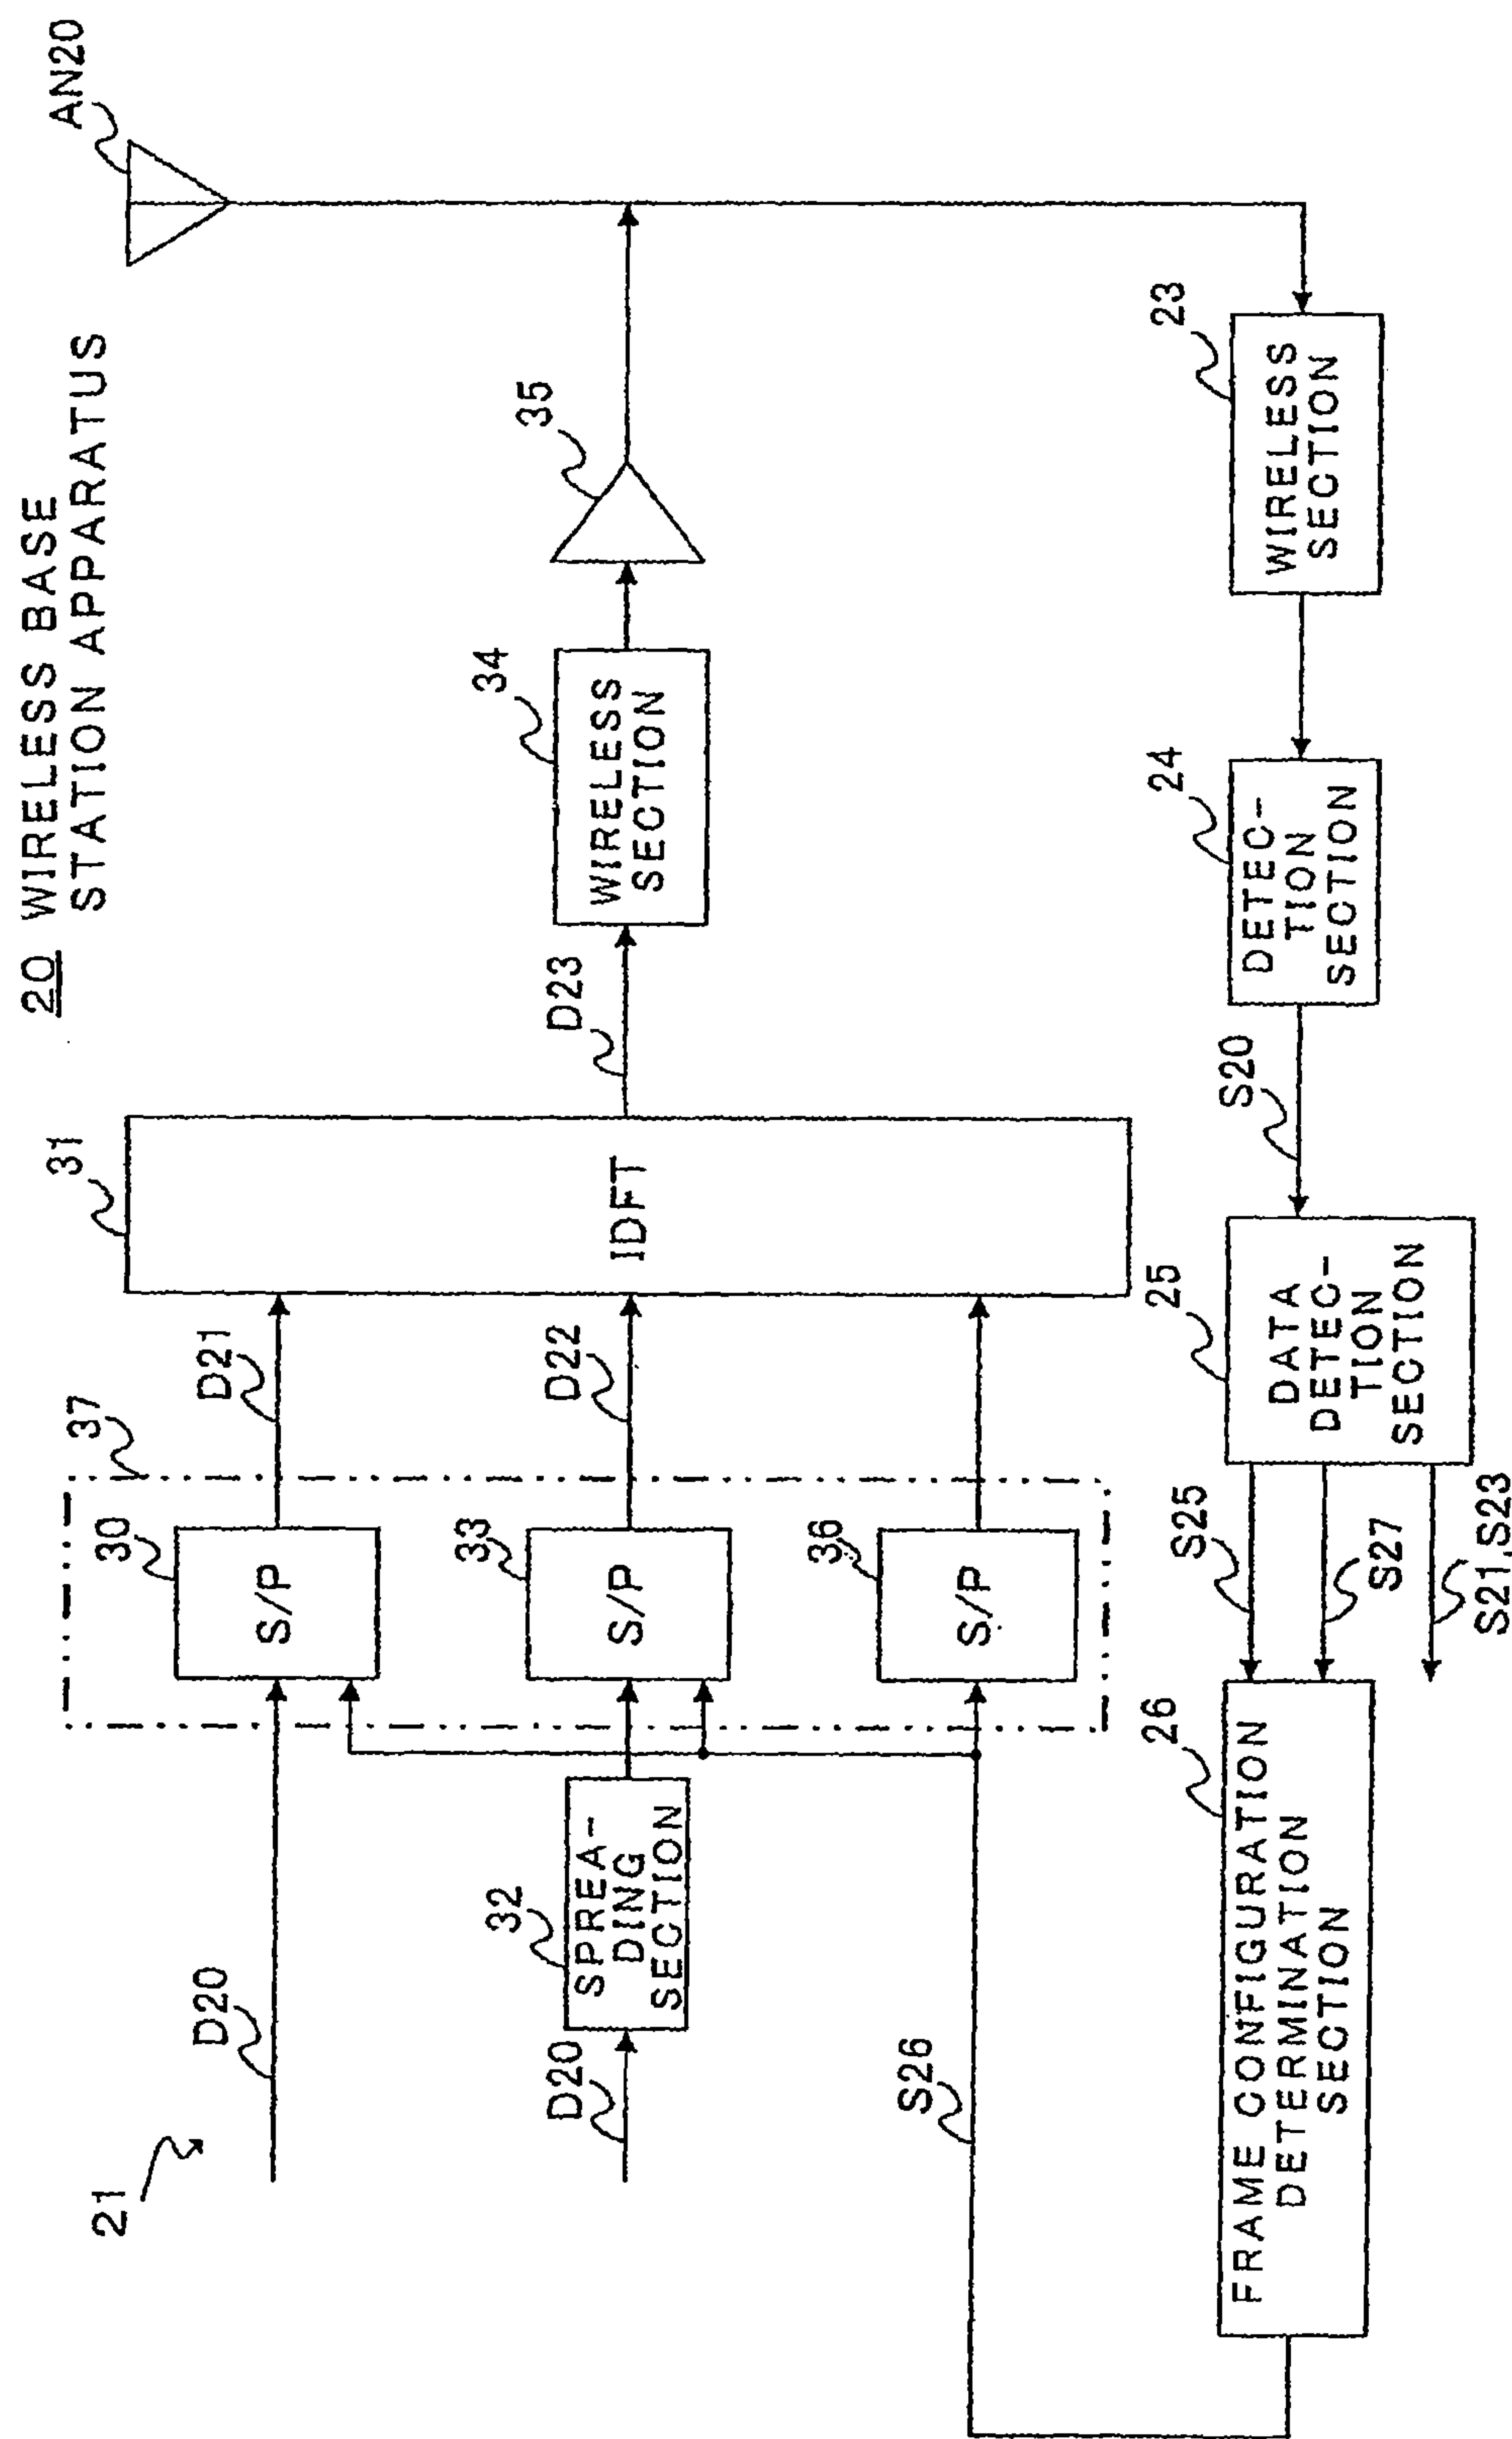 20 WIRELESS BASE
STATION APPARATUS
AN20
21
D20
30
S/P
37
D21
31
IDFT
D20
32
SPREA-
DING
SECTION
33
S/P
D22
D23
34
WIRELESS
SECTION
35
S26
36
S/P
26
FRAME CONFIGURATION
DETERMINATION
SECTION
S25
S27
S21,S23
25
DATA
DETEC-
TION
SECTION
S20
24
DETEC-
TION
SECTION
23
WIRELESS
SECTION